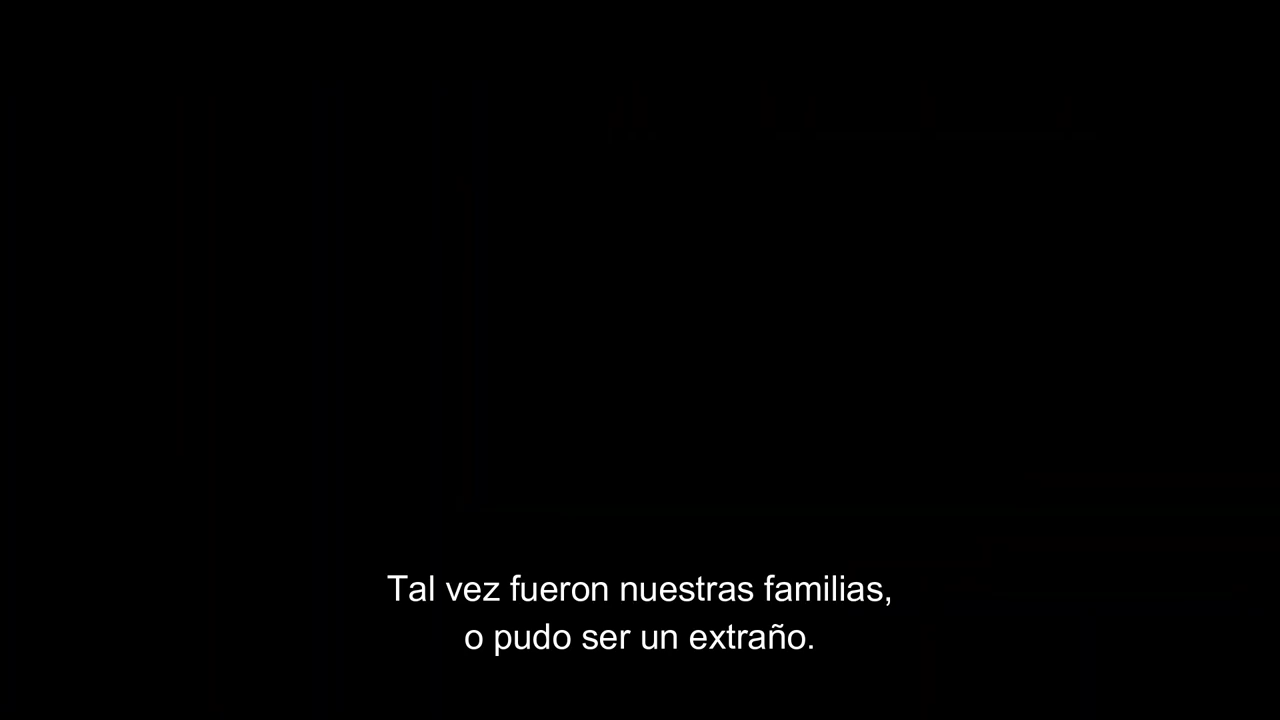 Tal vez fueron nuestras familias,
o pudo ser un extraño.